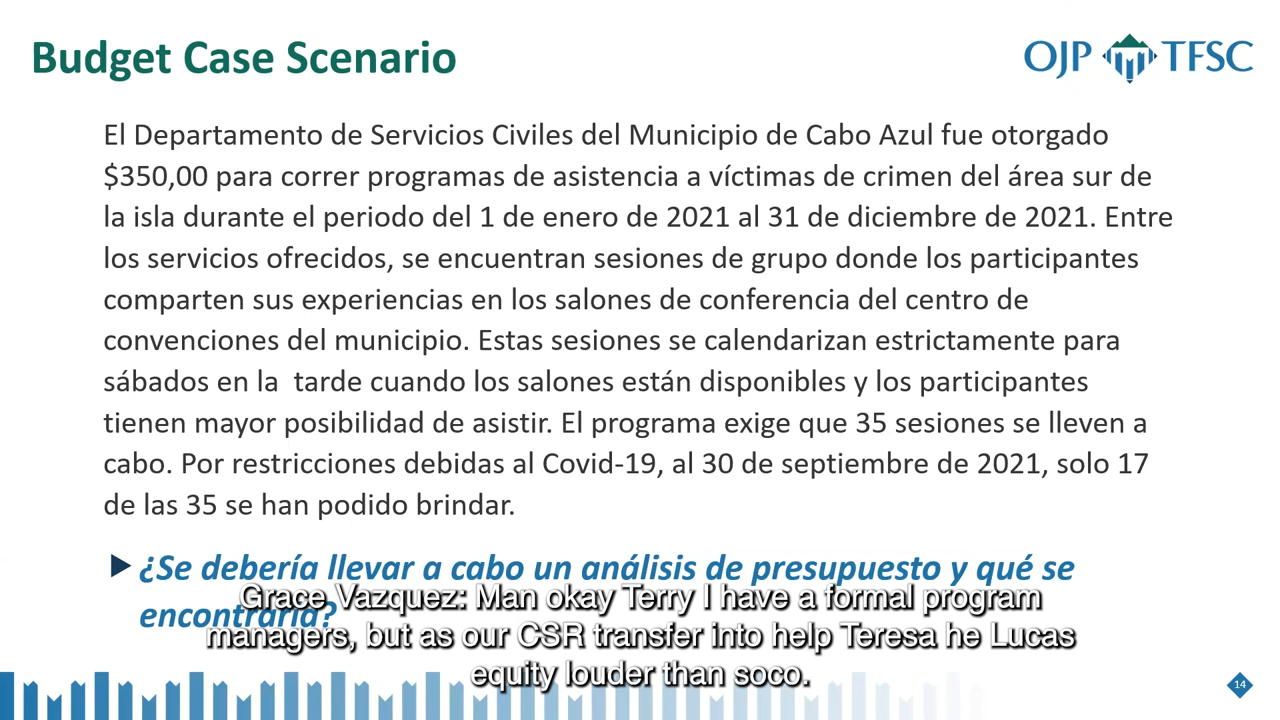 Budget Case Scenario
OJP TFSC
El Departamento de Servicios Civiles del Municipio de Cabo Azul fue otorgado
$350,00 para correr programas de asistencia a víctimas de crimen del área sur de
la isla durante el periodo del 1 de enero de 2021 al 31 de diciembre de 2021. Entre
los servicios ofrecidos, se encuentran sesiones de grupo donde los participantes
comparten sus experiencias en los salones de conferencia del centro de
convenciones del municipio. Estas sesiones se calendarizan estrictamente para
sábados en la  tarde cuando los salones están disponibles y los participantes
tienen mayor posibilidad de asistir. El programa exige que 35 sesiones se lleven a
cabo. Por restricciones debidas al Covid-19, al 30 de septiembre de 2021, solo 17
de las 35 se han podido brindar.
¿Se debería llevar a cabo un análisis de presupuesto y qué se
encontraría?
Grace Vazquez: Man okay Terry I have a formal program
managers, but as our CSR transfer into help Teresa he Lucas
equity louder than soco.
14